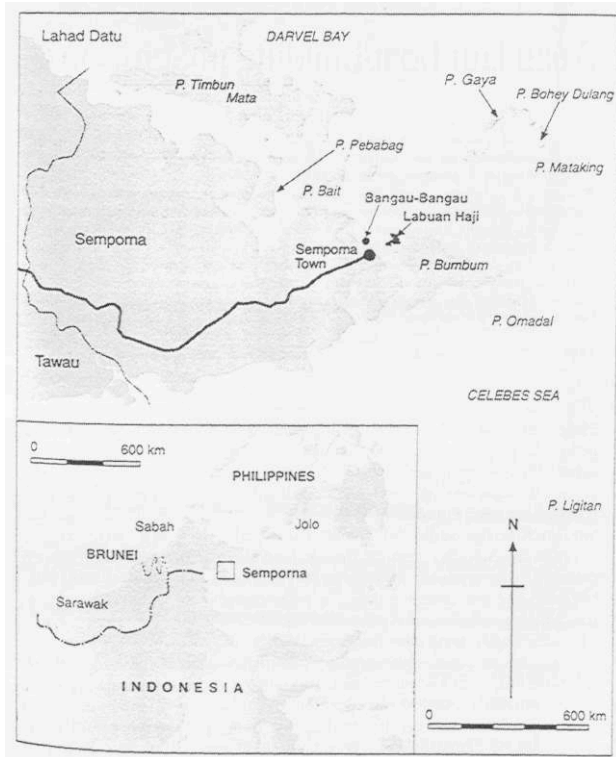 Lahad Datu
DARVEL BAY
P. Timbun
Mata
P. Gaya
P. Bohey Dulang
P. Pebabag
P. Mataking
P. Bait
Bangau-Bangau
Labuan Haji
Semporna
Semporna
Town
P. Bumbum
P. Omadal
Tawau
CELEBES SEA
0 600 km
PHILIPPINES
P. Ligitan
Sabah
Jolo
N
BRUNEI
Semporna
Sarawak
INDONESIA
0 600 km